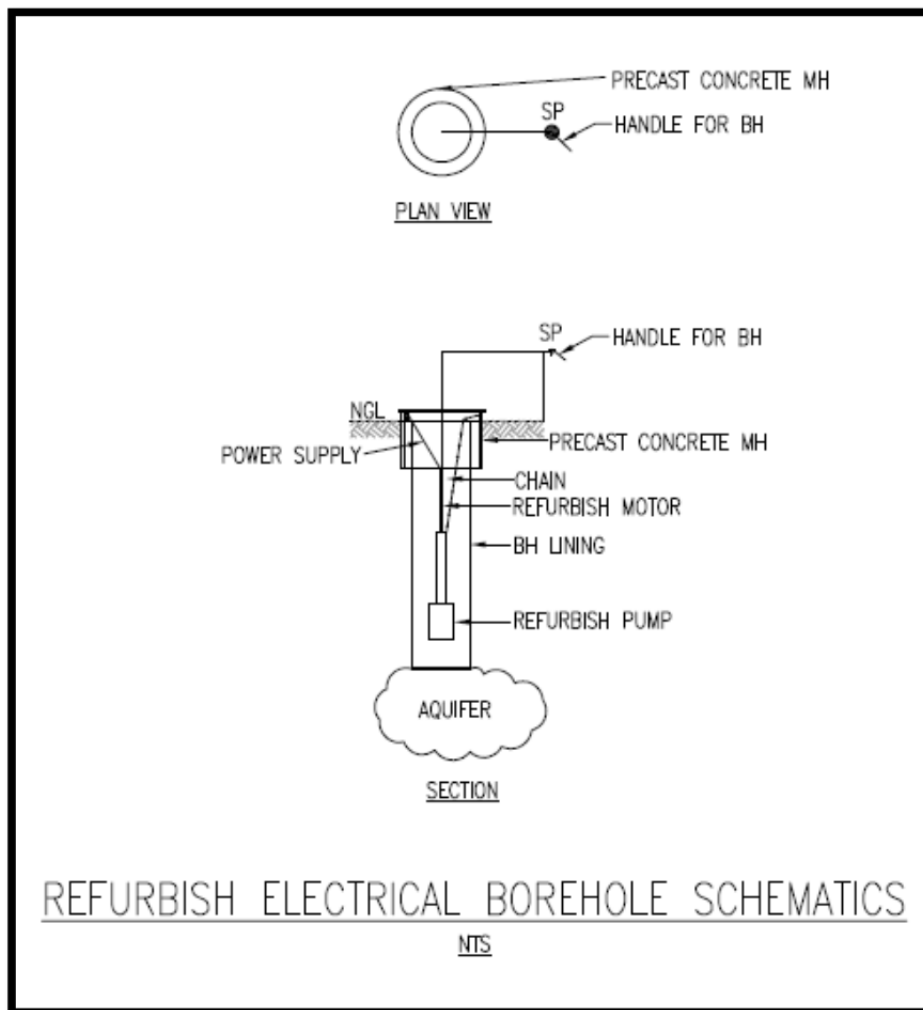 PRECAST CONCRETE MH
SP
HANDLE FOR BH
PLAN VIEW
SP
HANDLE FOR BH
NGL
PRECAST CONCRETE MH
POWER SUPPLY
CHAIN
REFURBISH MOTOR
BH LINING
REFURBISH PUMP
AQUIFER
SECTION
REFURBISH ELECTRICAL BOREHOLE SCHEMATICS
NTS